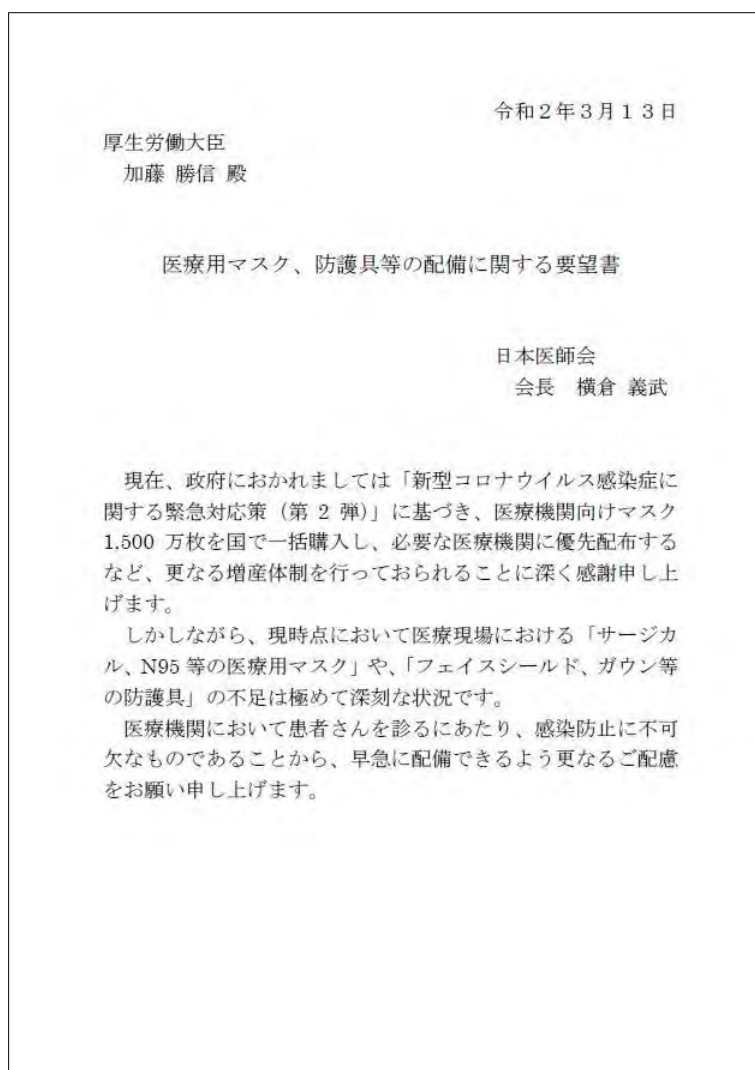 令和２年３月１３日
厚生労働大臣
加藤 勝信 殿
医療用マスク、防護具等の配備に関する要望書
日本医師会
会長　横倉 義武
現在、政府におかれましては「新型コロナウイルス感染症に
関する緊急対応策（第 2 弾）」に基づき、医療機関向けマスク
1,500 万枚を国で一括購入し、必要な医療機関に優先配布する
など、更なる増産体制を行っておられることに深く感謝申し上
げます。
しかしながら、現時点において医療現場における「サージカ
ル、N95 等の医療用マスク」や、「フェイスシールド、ガウン等
の防護具」の不足は極めて深刻な状況です。
医療機関において患者さんを診るにあたり、感染防止に不可
欠なものであることから、早急に配備できるよう更なるご配慮
をお願い申し上げます。